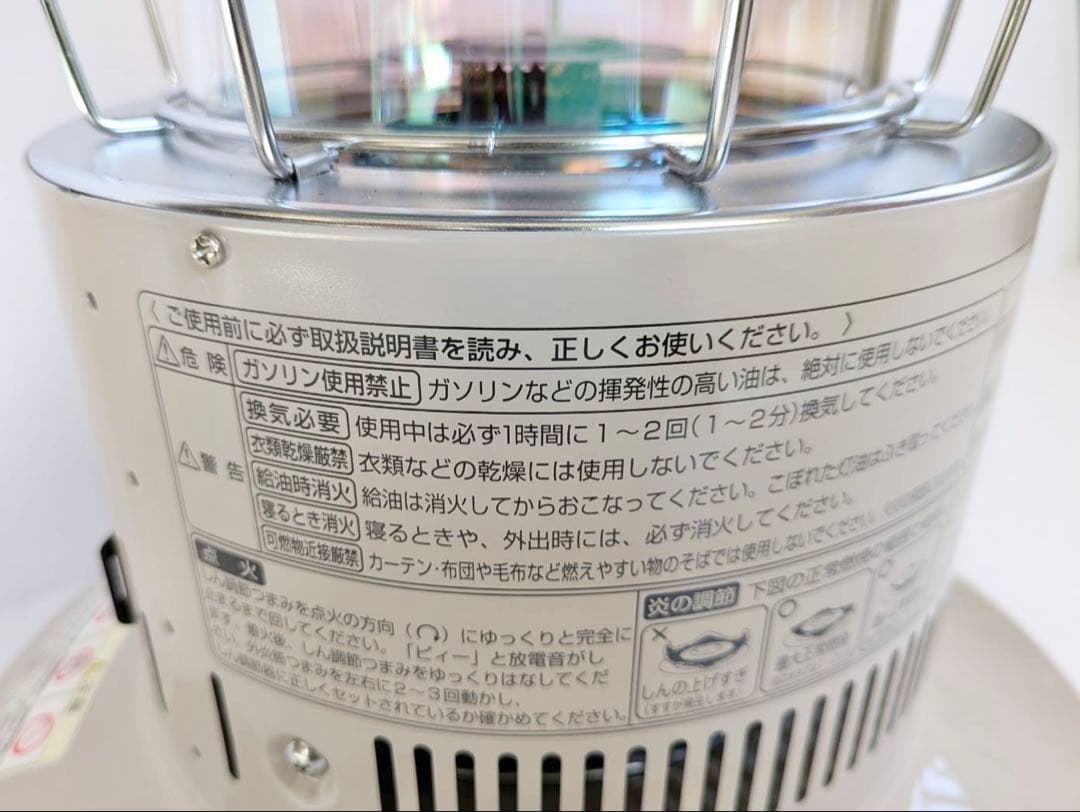 〈ご使用前に必ず取扱説明書を読み、正しくお使いください。〉
⚠危険 ガソリン使用禁止 ガソリンなどの揮発性の高い油は、絶対に使用しないでください。
⚠警告
換気必要 使用中は必ず1時間に1～2回(1～2分)換気してください。
衣類乾燥厳禁 衣類などの乾燥には使用しないでください。
給油時消火 給油は消火してからおこなってください。こぼれた灯油はふき取ってください
寝るとき消火 寝るときや、外出時には、必ず消火してください。
可燃物近接厳禁 カーテン・布団や毛布など燃えやすい物のそばでは使用しないでください。
点火
しん調節つまみを点火の方向( )にゆっくりと完全に
止まるまで回してください。「ピィー」と放電音がし
ます。着火後、しん調節つまみをゆっくりはなしてくだ
さい。外炎筒つまみを左右に2～3回動かし、
しん調節器に正しくセットされているか確かめてください。
炎の調節 下図の正常燃焼の
×
しんの上げすぎ
(すすが発生します)
○